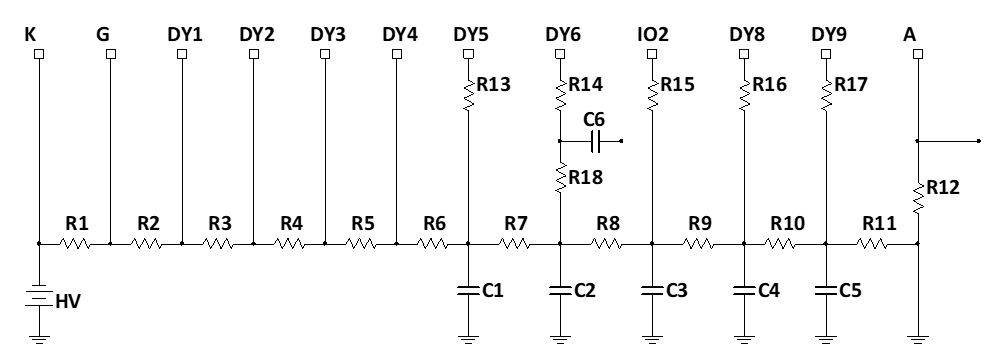 K G DY1 DY2 DY3 DY4 DY5 DY6 IO2 DY8 DY9 A
R13 R14 R15 R16 R17
C6
R18
R12
R1 R2 R3 R4 R5 R6 R7 R8 R9 R10 R11
HV C1 C2 C3 C4 C5